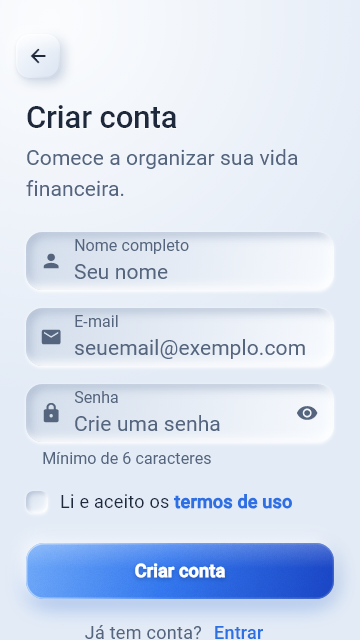 Criar conta
Comece a organizar sua vida
financeira.
Nome completo
Seu nome
E-mail
seuemail@exemplo.com
Senha
Crie uma senha
Mínimo de 6 caracteres
Li e aceito os termos de uso
Criar conta
Já tem conta? Entrar